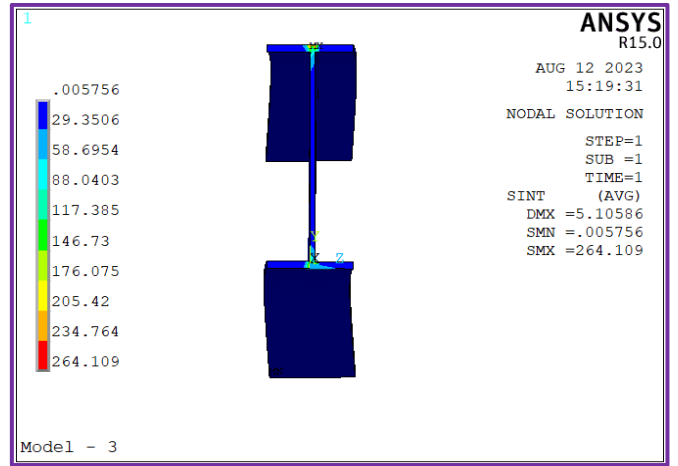 1
ANSYS
R15.0
AUG 12 2023
15:19:31
NODAL SOLUTION
STEP=1
SUB =1
TIME=1
SINT (AVG)
DMX =5.10586
SMN =.005756
SMX =264.109
.005756
29.3506
58.6954
88.0403
117.385
146.73
176.075
205.42
234.764
264.109
Y
X Z
Model - 3